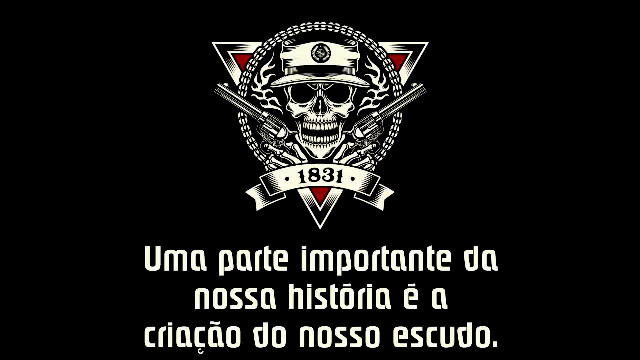 · 1831 ·
Uma parte importante da
nossa história é a
criação do nosso escudo.